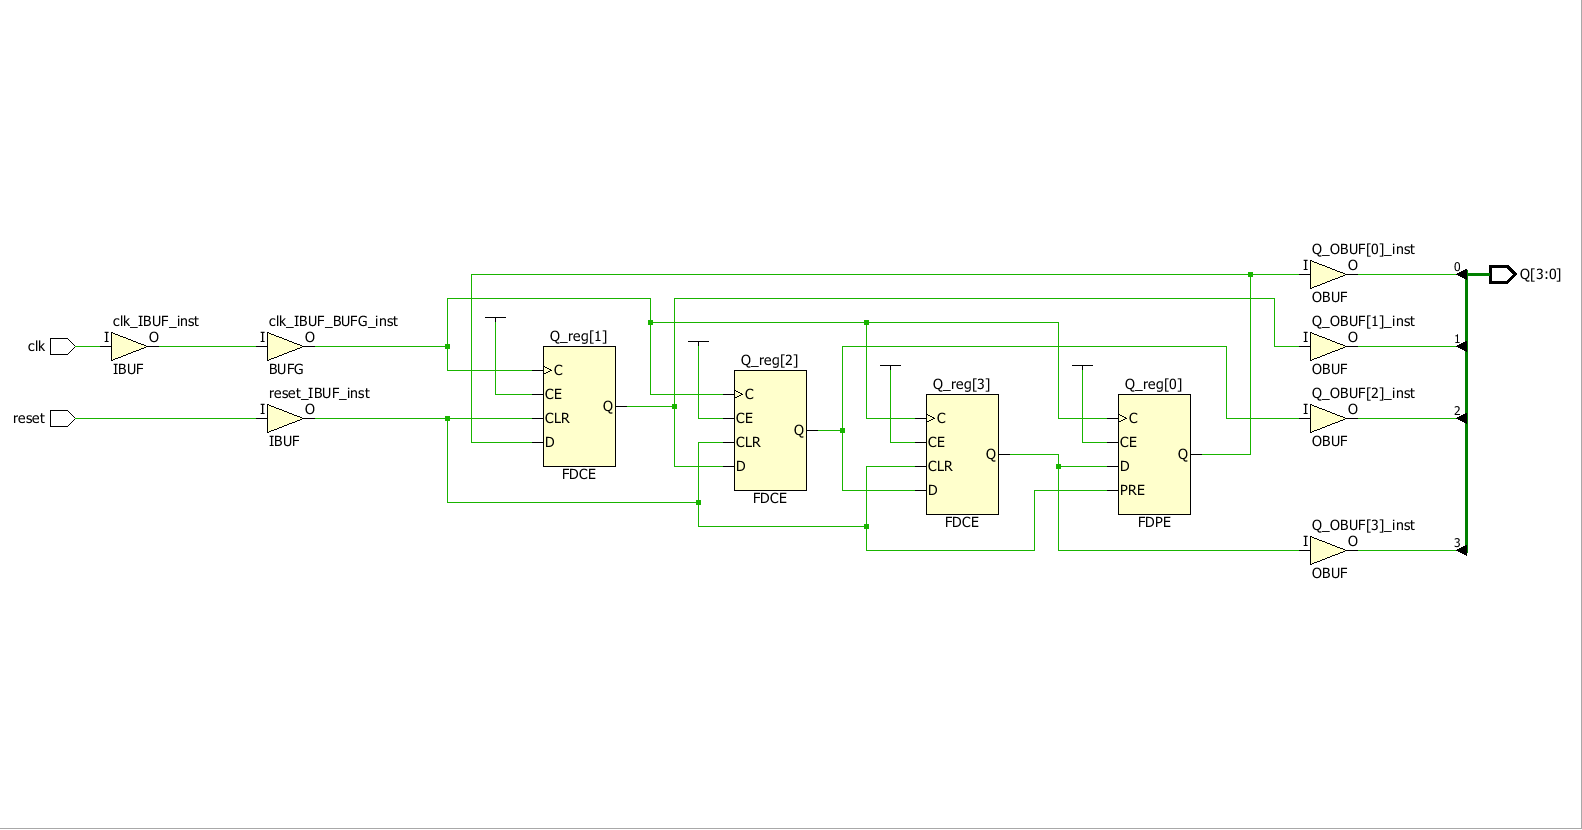 clk
clk_IBUF_inst
I
O
IBUF
clk_IBUF_BUFG_inst
I
O
BUFG
reset
reset_IBUF_inst
I
O
IBUF
Q_reg[1]
C
CE
CLR
D
Q
FDCE
Q_reg[2]
C
CE
CLR
D
Q
FDCE
Q_reg[3]
C
CE
CLR
D
Q
FDCE
Q_reg[0]
C
CE
D
PRE
Q
FDPE
Q_OBUF[0]_inst
I
O
OBUF
0
Q[3:0]
Q_OBUF[1]_inst
I
O
OBUF
1
Q_OBUF[2]_inst
I
O
OBUF
2
Q_OBUF[3]_inst
I
O
OBUF
3